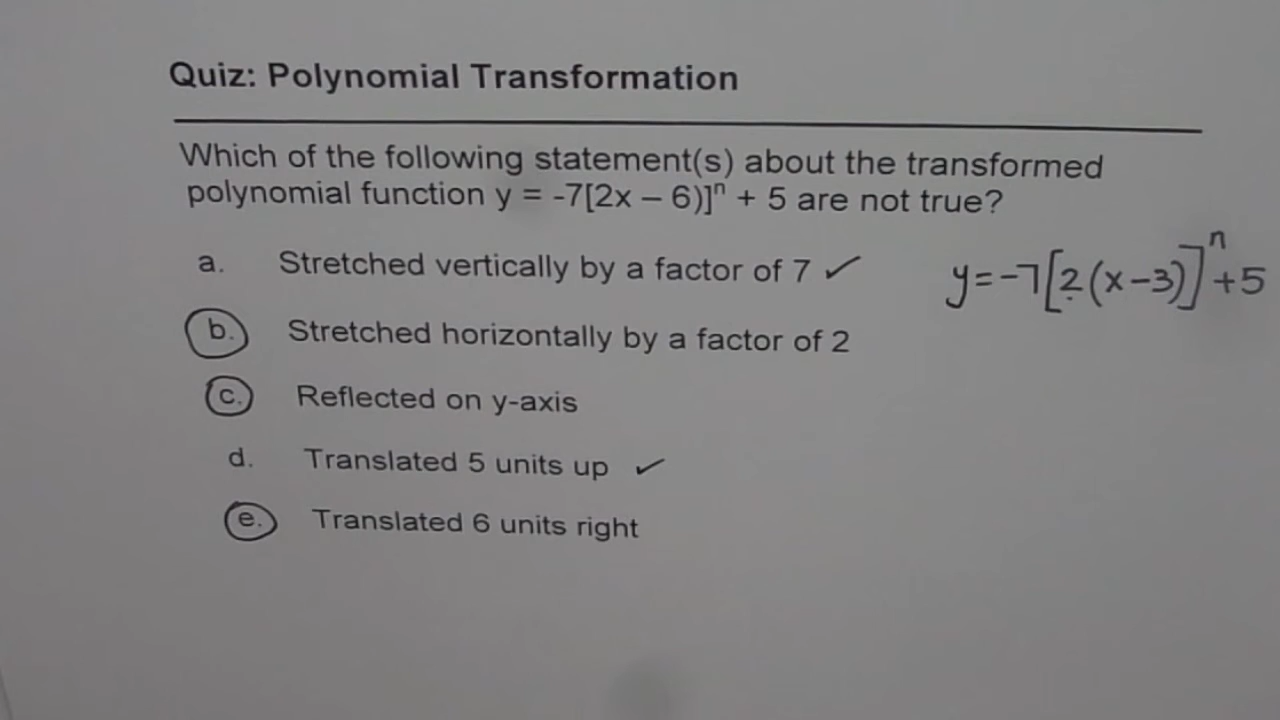 Quiz: Polynomial Transformation
Which of the following statement(s) about the transformed
polynomial function y = -7[2x – 6)]ⁿ + 5 are not true?
a. Stretched vertically by a factor of 7 ✓
y=-7[2(x-3)]ⁿ+5
b. Stretched horizontally by a factor of 2
c. Reflected on y-axis
d. Translated 5 units up ✓
e. Translated 6 units right